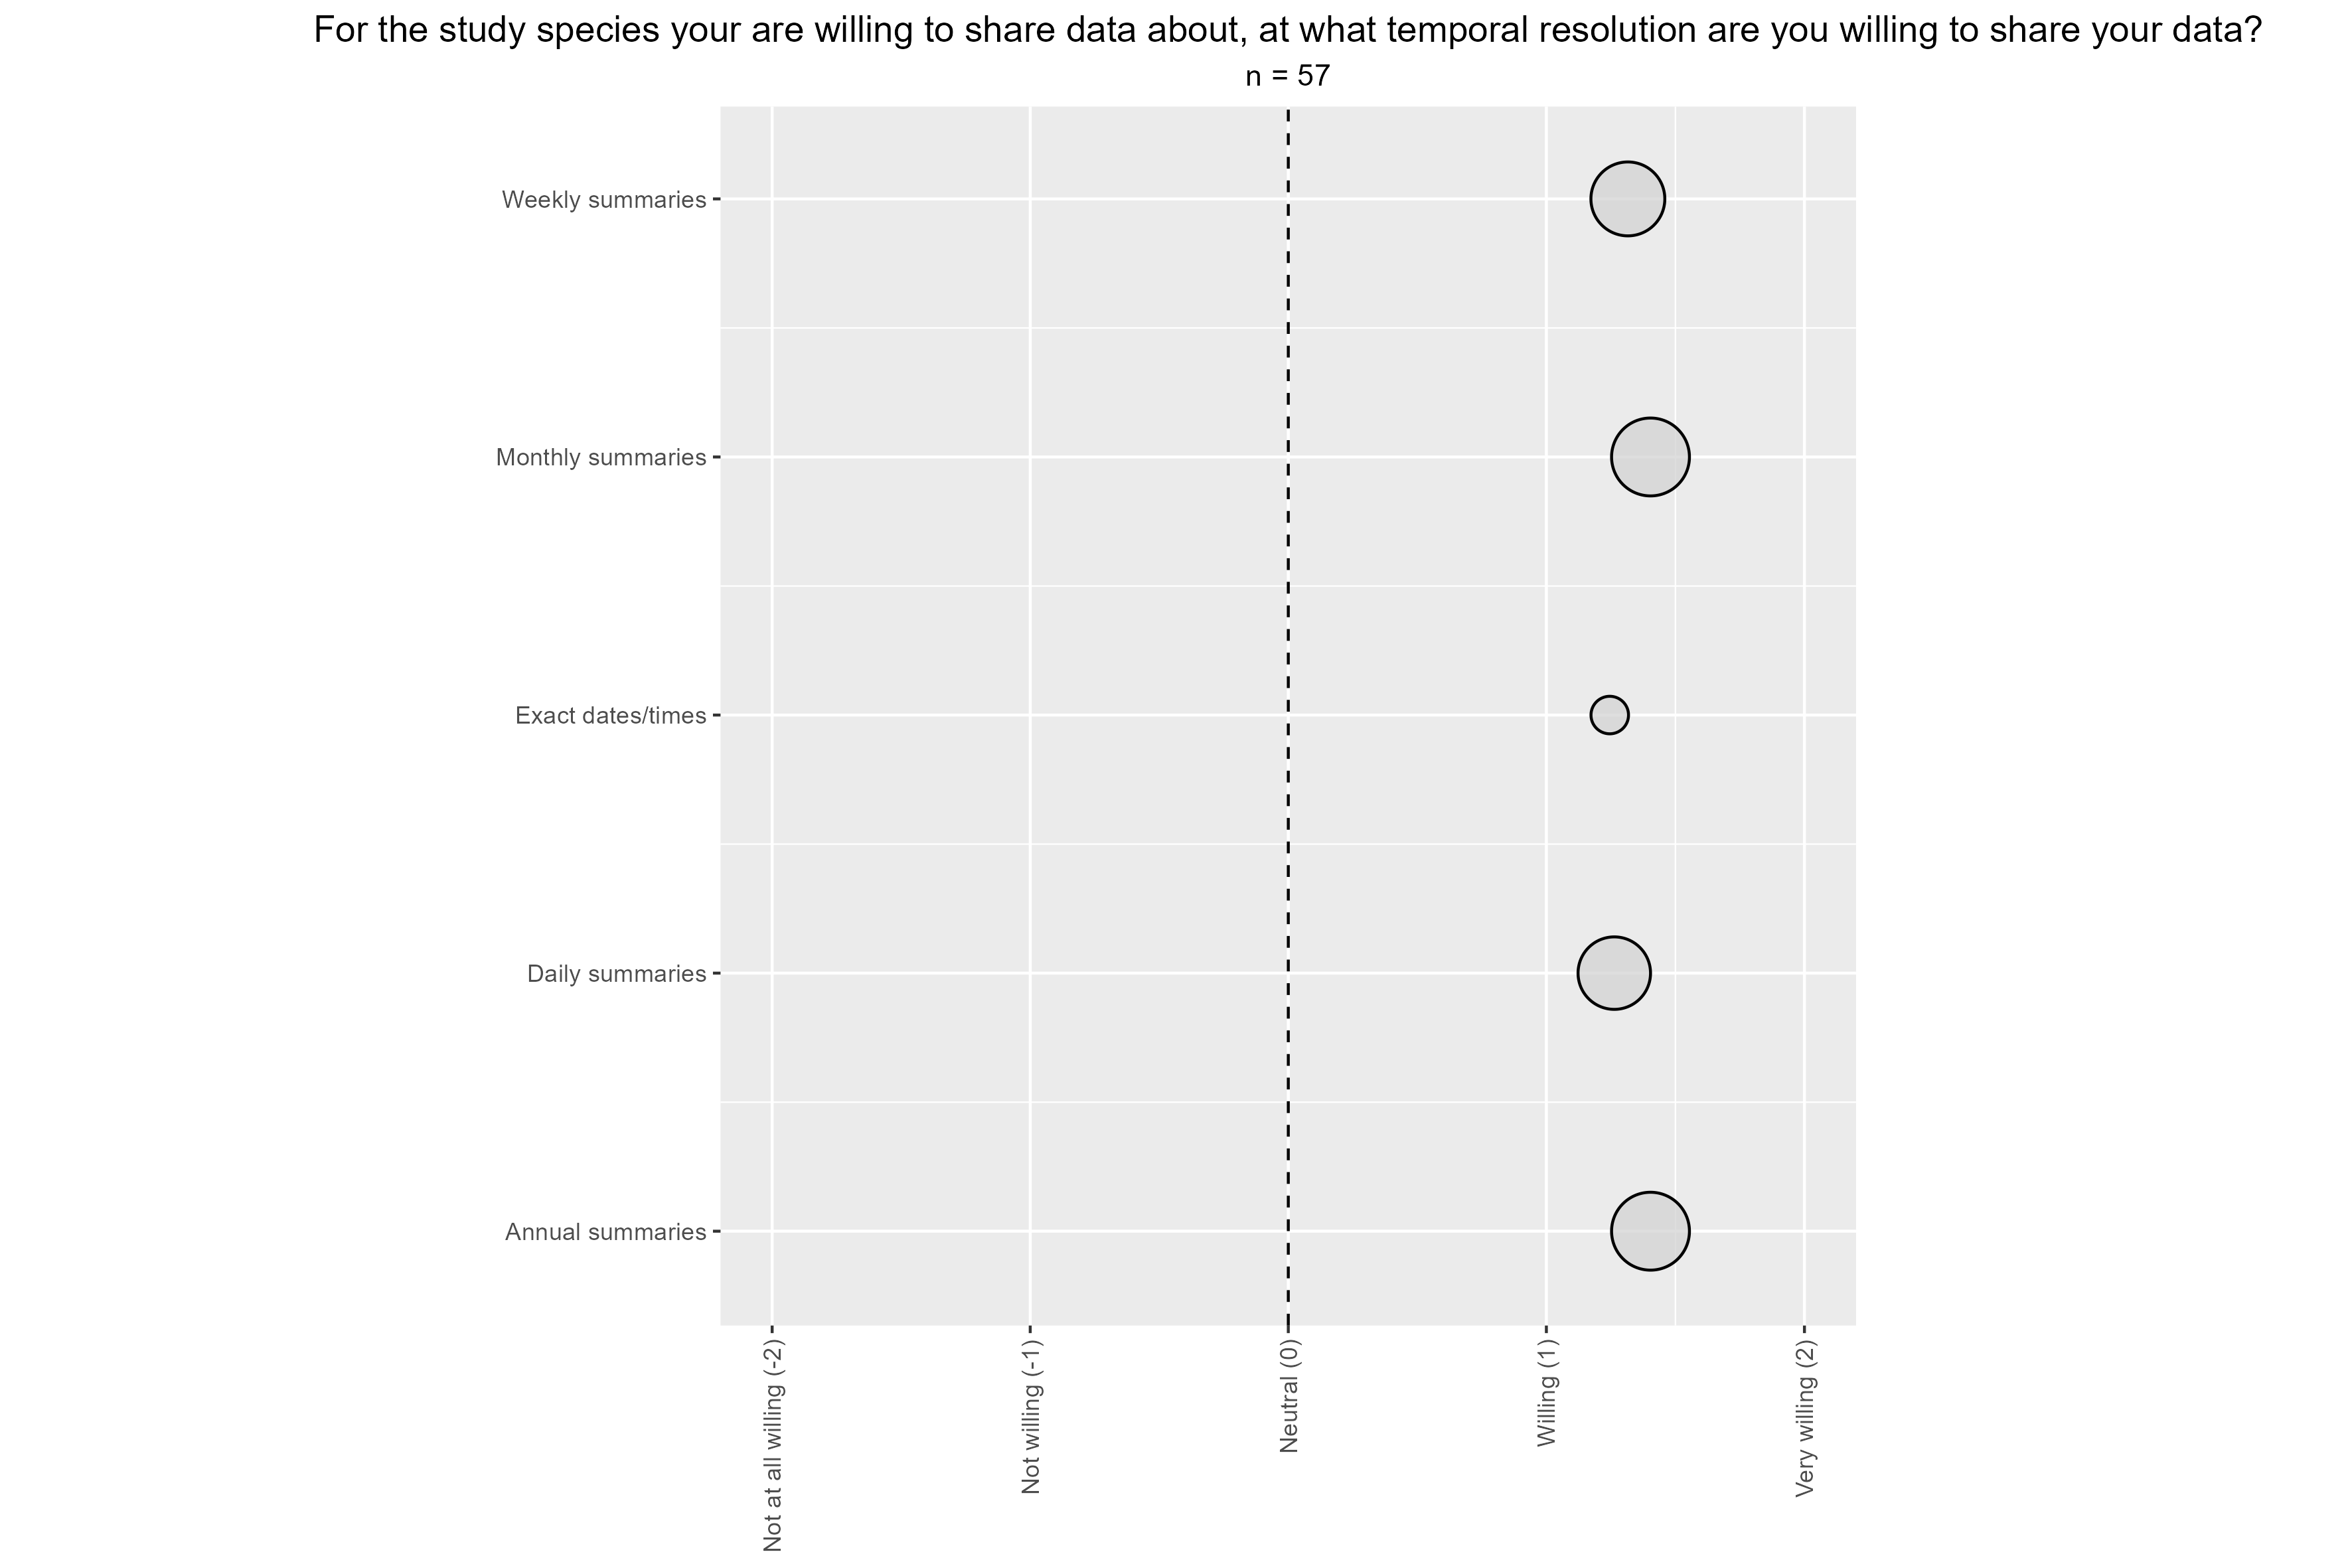 For the study species your are willing to share data about, at what temporal resolution are you willing to share your data?
n = 57
Weekly summaries
Monthly summaries
Exact dates/times
Daily summaries
Annual summaries
Not at all willing (-2)
Not willing (-1)
Neutral (0)
Willing (1)
Very willing (2)